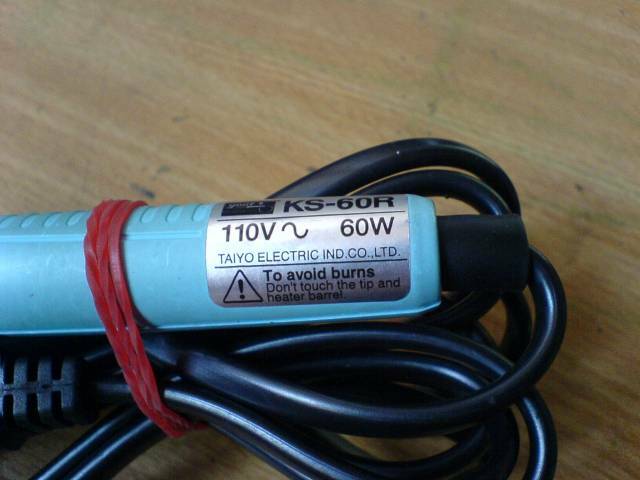 KS-60R
110V∿ 60W
TAIYO ELECTRIC IND.CO.,LTD.
To avoid burns
Don't touch the tip and
heater barrel.